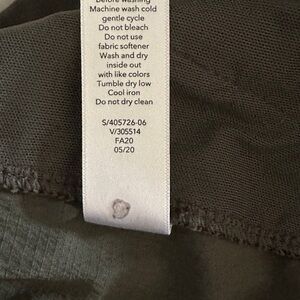 before washing
Machine wash cold
gentle cycle
Do not bleach
Do not use
fabric softener
Wash and dry
inside out
with like colors
Tumble dry low
Cool iron
Do not dry clean
S/405726-06
V/305514
FA20
05/20